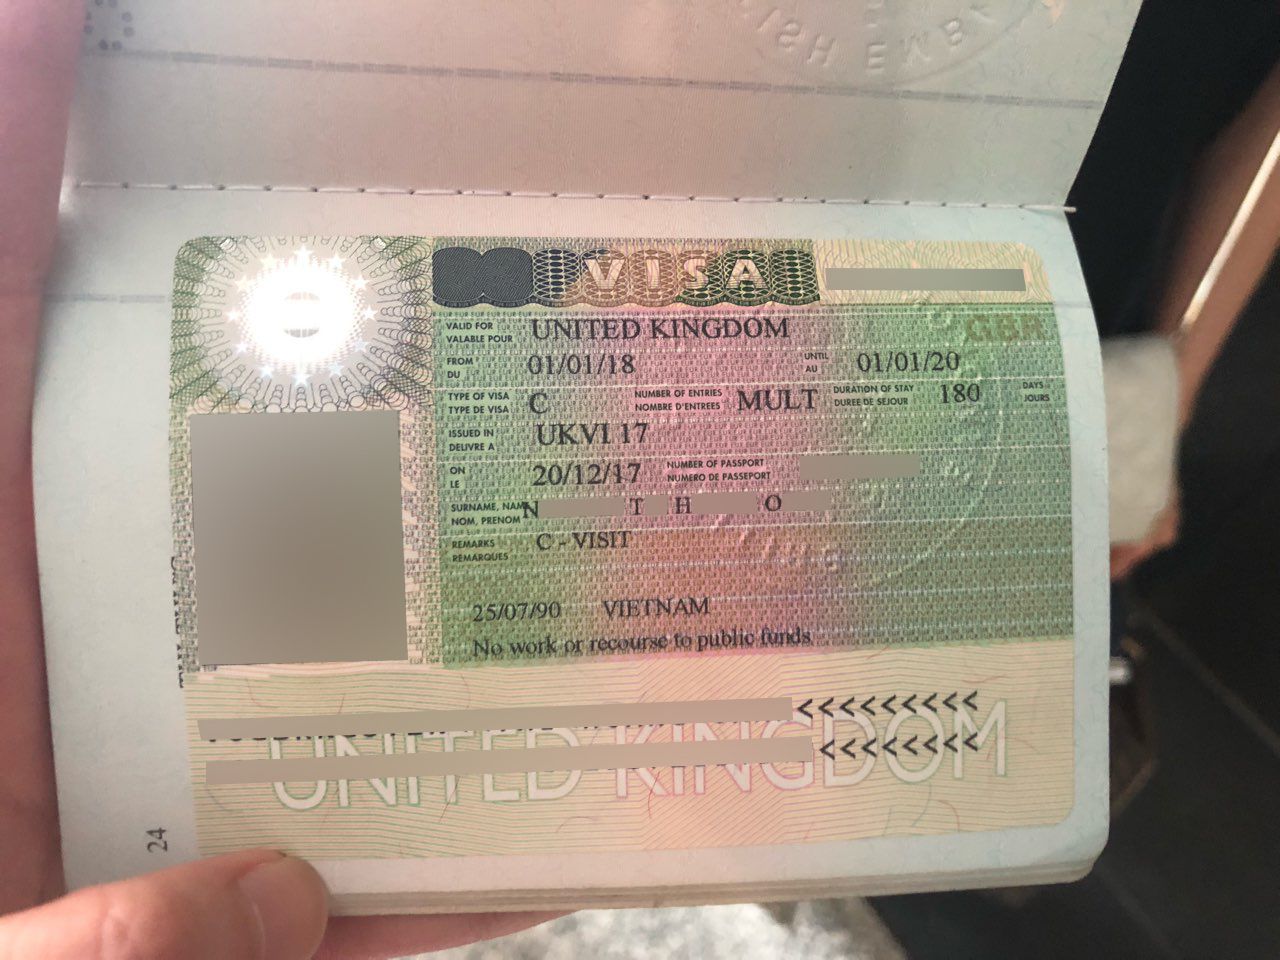 ISH EMB
VISA
GBR
VALID FOR UNITED KINGDOM
VALABLE POUR
FROM 01/01/18 UNTIL 01/01/20
DU AU
TYPE OF VISA C NUMBER OF ENTRIES MULT DURATION OF STAY 180 DAYS
TYPE DE VISA NOMBRE D'ENTREES DUREE DE SEJOUR JOURS
ISSUED IN UKVI 17
DELIVRE A
ON 20/12/17 NUMBER OF PASSPORT
LE NUMERO DE PASSEPORT
SURNAME, NAM N T H O
NOM, PRENOM
REMARKS C - VISIT
REMARQUES
25/07/90 VIETNAM
No work or recourse to public funds
<<<<<<<<<
<<<<<<<<
UNITED KINGDOM
24